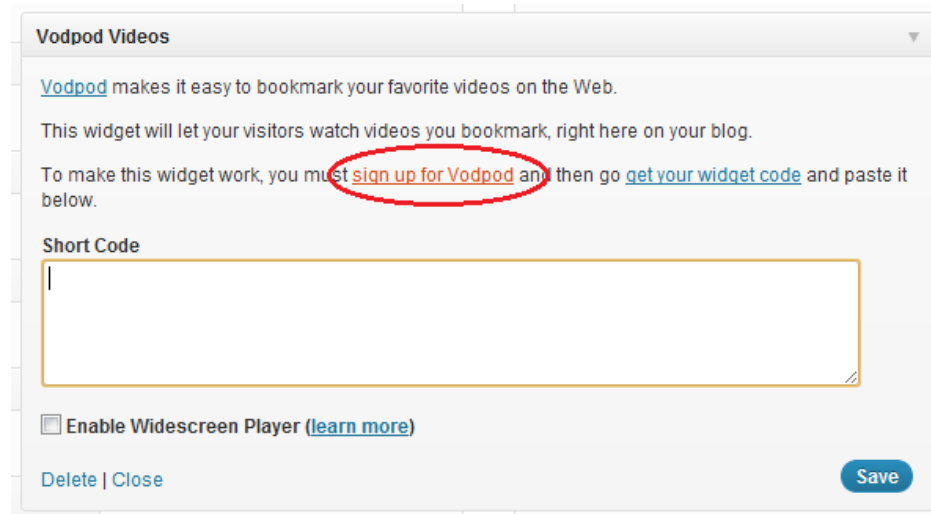 Vodpod Videos
Vodpod makes it easy to bookmark your favorite videos on the Web.
This widget will let your visitors watch videos you bookmark, right here on your blog.
To make this widget work, you must sign up for Vodpod and then go get your widget code and paste it
below.
Short Code
Enable Widescreen Player (learn more)
Delete | Close
Save